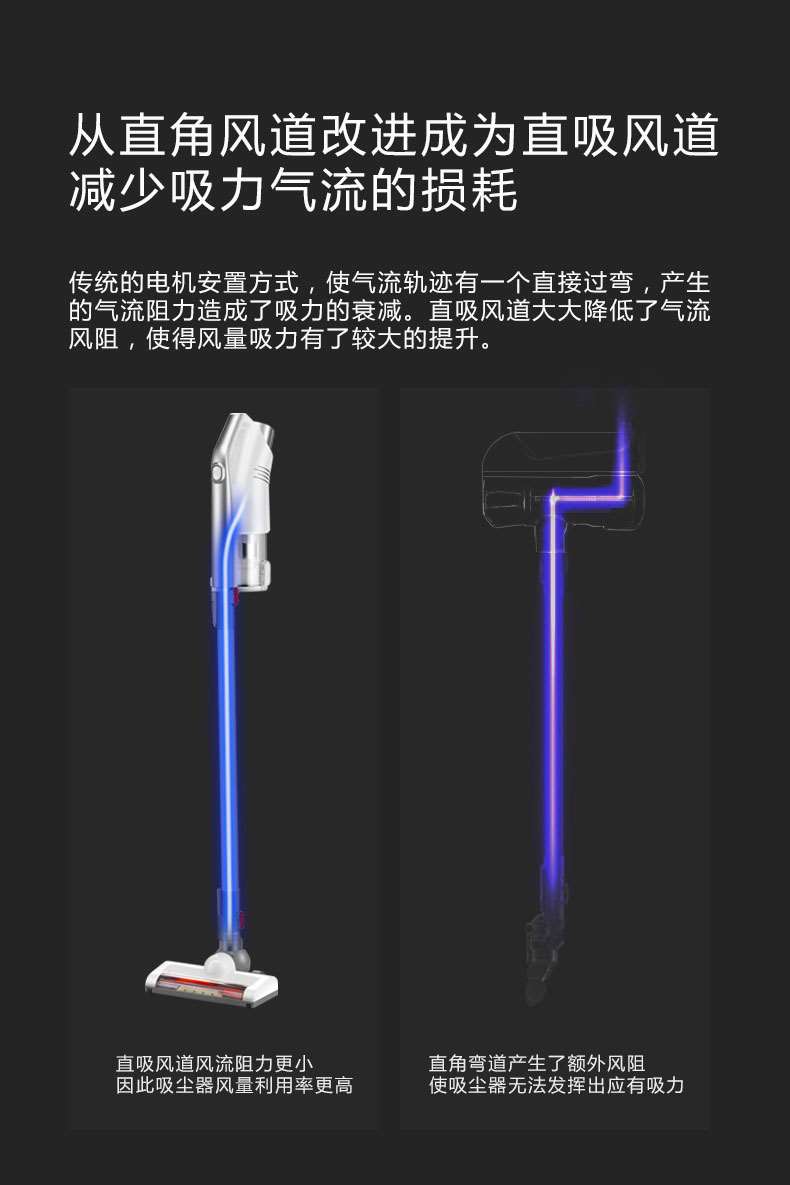 从直角风道改进成为直吸风道
减少吸力气流的损耗
传统的电机安置方式，使气流轨迹有一个直接过弯，产生
的气流阻力造成了吸力的衰减。直吸风道大大降低了气流
风阻，使得风量吸力有了较大的提升。
直吸风道风流阻力更小
因此吸尘器风量利用率更高
直角弯道产生了额外风阻
使吸尘器无法发挥出应有吸力